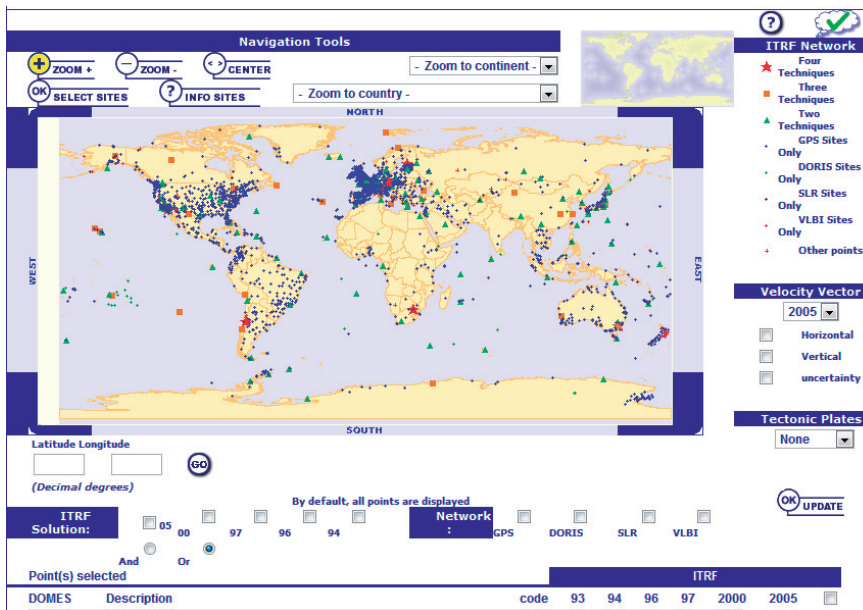 Navigation Tools
ZOOM +
ZOOM -
CENTER
- Zoom to continent -
OK SELECT SITES
? INFO SITES
- Zoom to country -
?
ITRF Network
Four
Techniques
Three
Techniques
Two
Techniques
GPS Sites
Only
DORIS Sites
Only
SLR Sites
Only
VLBI Sites
Only
Other points
NORTH
WEST
EAST
SOUTH
Velocity Vector
2005
Horizontal
Vertical
uncertainty
Tectonic Plates
None
OK UPDATE
Latitude Longitude
GO
(Decimal degrees)
By default, all points are displayed
ITRF
Solution:
05 00 97 96 94
And Or
Network
:
GPS DORIS SLR VLBI
Point(s) selected ITRF
DOMES Description code 93 94 96 97 2000 2005